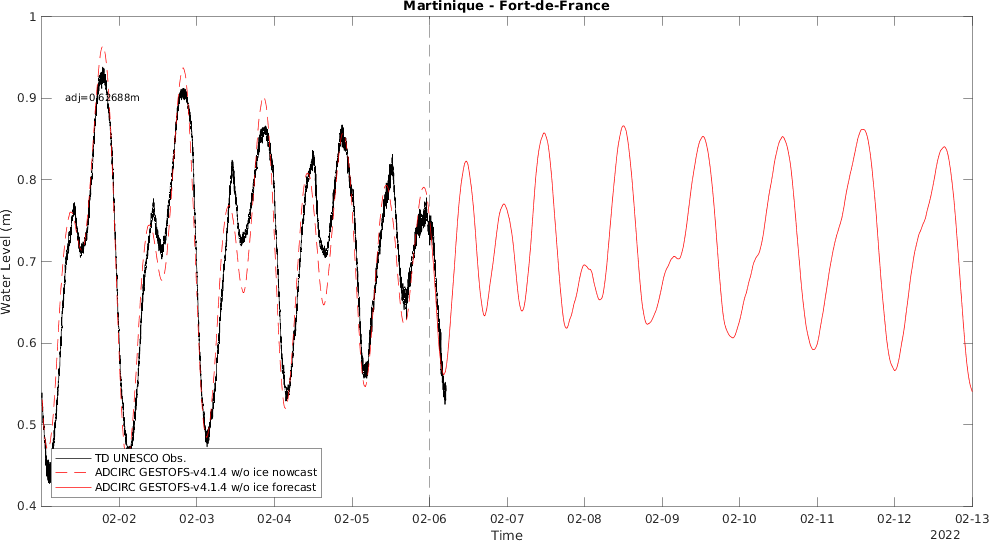 Martinique - Fort-de-France
1
0.9
0.8
0.7
0.6
0.5
0.4
Water Level (m)
adj=0.62688m
TD UNESCO Obs.
ADCIRC GESTOFS-v4.1.4 w/o ice nowcast
ADCIRC GESTOFS-v4.1.4 w/o ice forecast
02-02 02-03 02-04 02-05 02-06 02-07 02-08 02-09 02-10 02-11 02-12 02-13
Time
2022